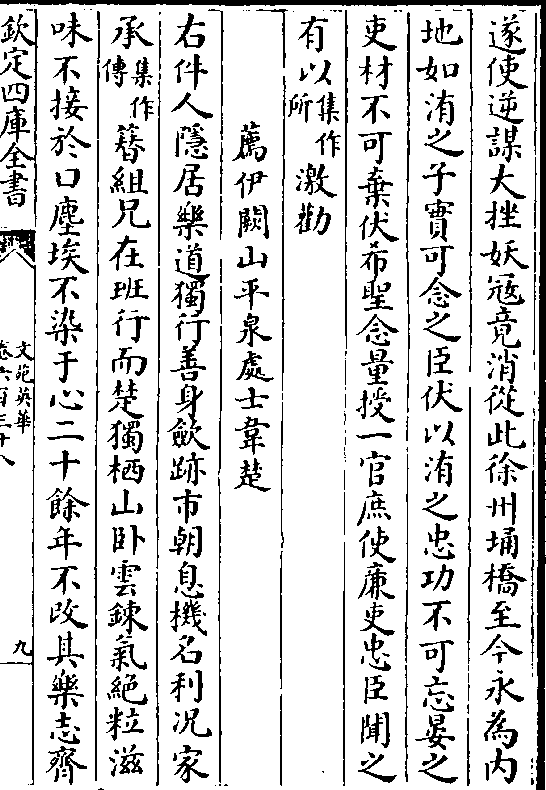 遂使逆謀大挫妖冦竟消從此徐州埇橋至今永為内
地如洧之子實可念之臣伏以洧之忠功不可忘晏之
吏材不可棄伏希聖念量授一官庶使廉吏忠臣聞之
有以集作所激勸
薦伊闕山平泉處士韋楚
右件人隱居樂道獨行善身歛跡市朝息機名利况家
承集作傳簪組兄在班行而楚獨栖山卧雲錬氣絶粒滋
味不接於口塵埃不染于心二十餘年不改其樂志齊
欽定四庫全書
文苑英華
卷六百三十八
九